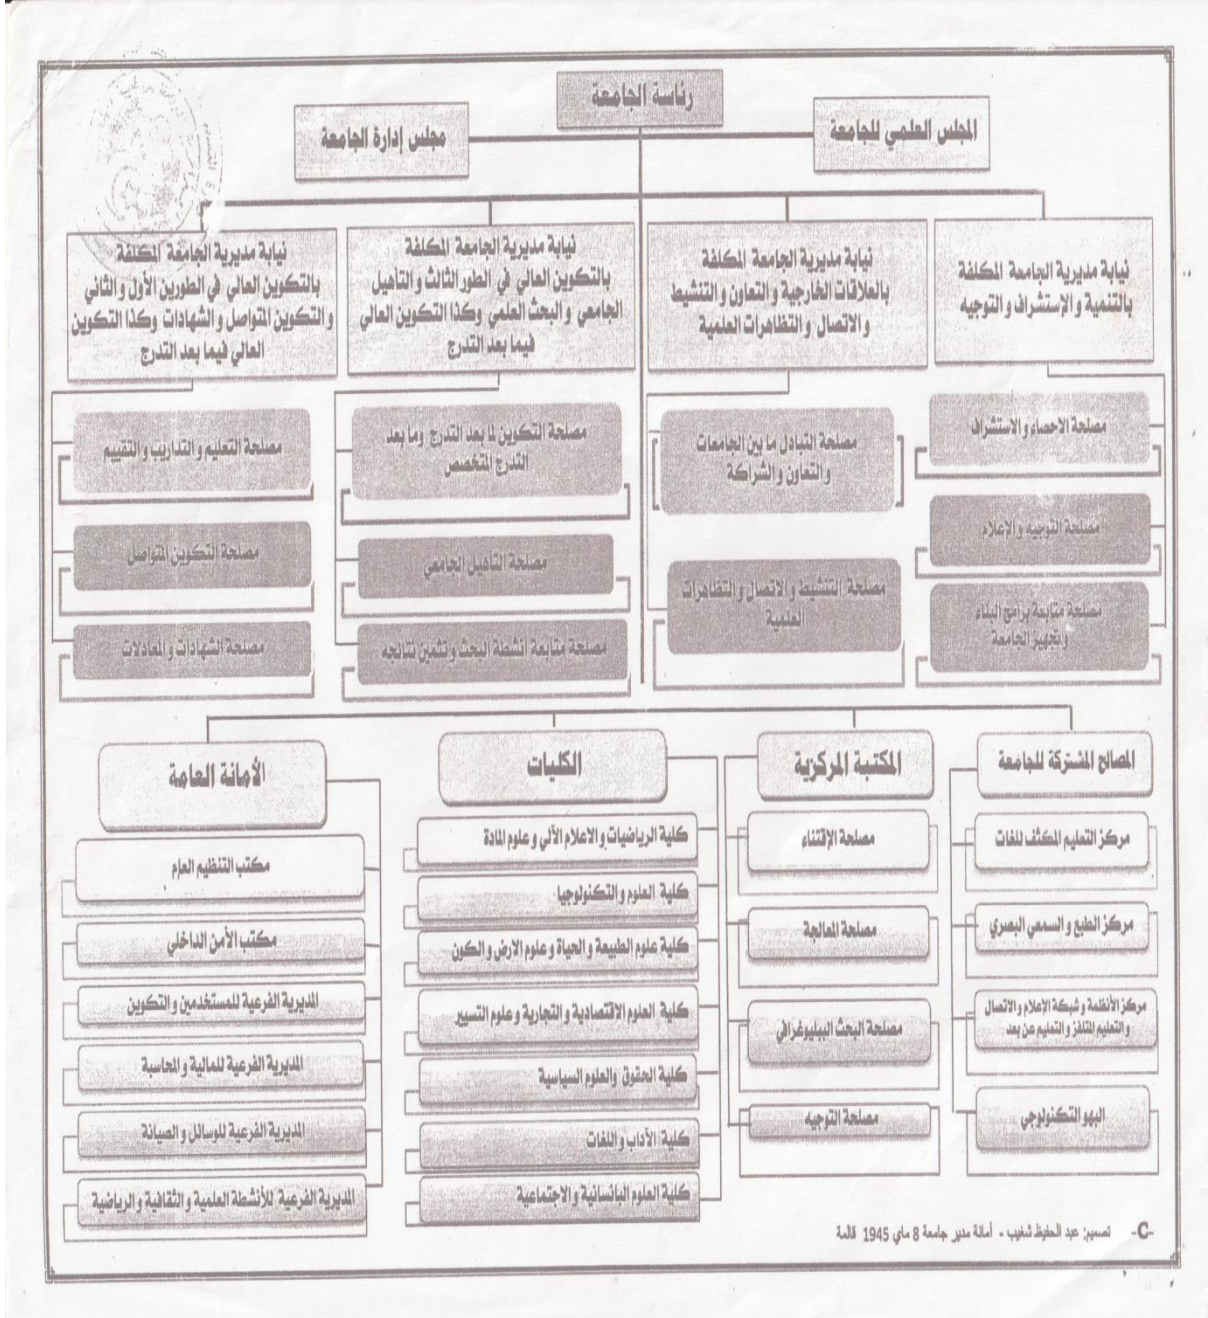 رئاسة الجامعة
المجلس العلمي للجامعة
مجلس إدارة الجامعة
نيابة مديرية الجامعة المكلفة
بالتنمية والإستشراف و التوجيه
نيابة مديرية الجامعة المكلفة
بالعلاقات الخارجية و التعاون و التنشيط
و الاتصال و التظاهرات العلمية
نيابة مديرية الجامعة المكلفة
بالتكوين العالي في الطور الثالث و التأهيل
الجامعي و البحث العلمي وكذا التكوين العالي
فيما بعد التدرج
نيابة مديرية الجامعة المكلفة
بالتكوين العالي في الطورين الأول و الثاني
و التكوين المتواصل و الشهادات وكذا التكوين
العالي فيما بعد التدرج
مصلحة الاحصاء و الاستشراف
مصلحة التوجيه و الإعلام
مصلحة متابعة برامج البناء
وتجهيز الجامعة
مصلحة التبادل ما بين الجامعات
و التعاون و الشراكة
مصلحة التنشيط و الاتصال و التظاهرات
العلمية
مصلحة التكوين لما بعد التدرج وما بعد
التدرج المتخصص
مصلحة التأهيل الجامعي
مصلحة متابعة أنشطة البحث و تثمين نتائجه
مصلحة التعليم و التداريب و التقييم
مصلحة التكوين المتواصل
مصلحة الشهادات و المعادلات
المصالح المشتركة للجامعة
مركز التعليم المكثف للغات
مركز الطبع و السمعي البصري
مركز الأنظمة و شبكة الإعلام والاتصال
والتعليم المتلفز و التعليم عن بعد
البهو التكنولوجي
المكتبة المركزية
مصلحة الإقتناء
مصلحة المعالجة
مصلحة البحث الببليوغرافي
مصلحة التوجيه
الكليات
كلية الرياضيات والاعلام الآلي و علوم المادة
كلية العلوم و التكنولوجيا
كلية علوم الطبيعة و الحياة و علوم الارض و الكون
كلية العلوم الاقتصادية و التجارية و علوم التسيير
كلية الحقوق والعلوم السياسية
كلية الآداب و اللغات
كلية العلوم البانسانية و الاجتماعية
الأمانة العامة
مكتب التنظيم العام
مكتب الأمن الداخلي
المديرية الفرعية للمستخدمين و التكوين
المديرية الفرعية للمالية و المحاسبة
المديرية الفرعية للوسائل و الصيانة
المديرية الفرعية للأنشطة العلمية و الثقافية و الرياضية
-C- تصميم: عبد الحفيظ شغيب - أمانة مدير جامعة 8 ماي 1945 قالمة